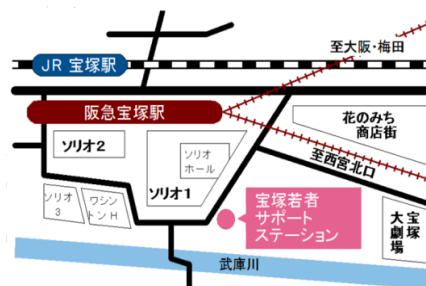 至大阪・梅田
JR 宝塚駅
阪急宝塚駅
花のみち
商店街
ソリオ2
ソリオ
ホール
至西宮北口
ソリオ1
ソリオ
3
ワシン
トンH
宝塚若者
サポート
ステーション
宝塚
大劇場
武庫川